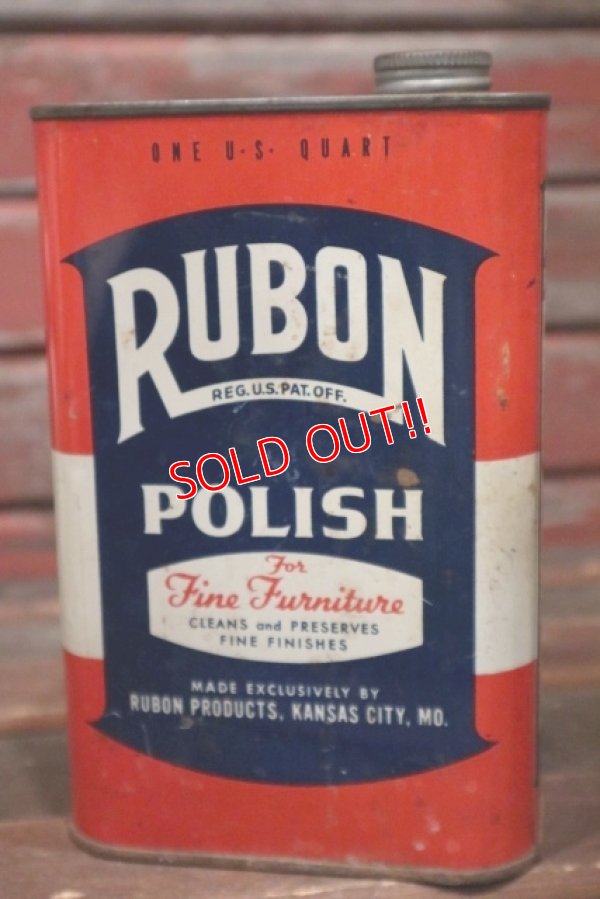 ONE U·S· QUART
RUBON
REG.U.S.PAT.OFF.
SOLD OUT!!
POLISH
For
Fine Furniture
CLEANS and PRESERVES
FINE FINISHES
MADE EXCLUSIVELY BY
RUBON PRODUCTS, KANSAS CITY, MO.